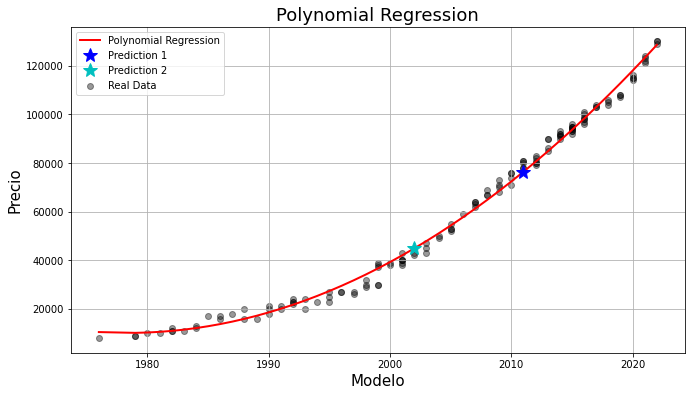 Polynomial Regression
Polynomial Regression
Prediction 1
Prediction 2
Real Data
120000
100000
80000
60000
40000
20000
Precio
1980
1990
2000
2010
2020
Modelo